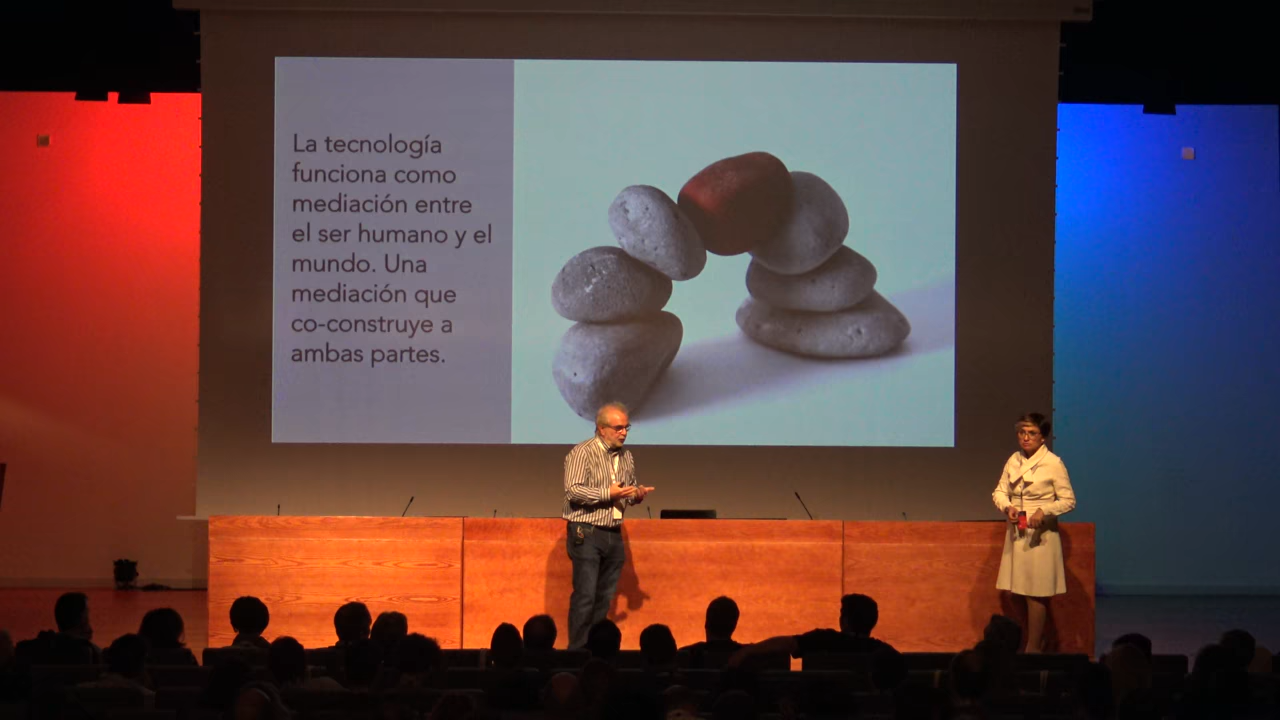 La tecnología
funciona como
mediación entre
el ser humano y el
mundo. Una
mediación que
co-construye a
ambas partes.